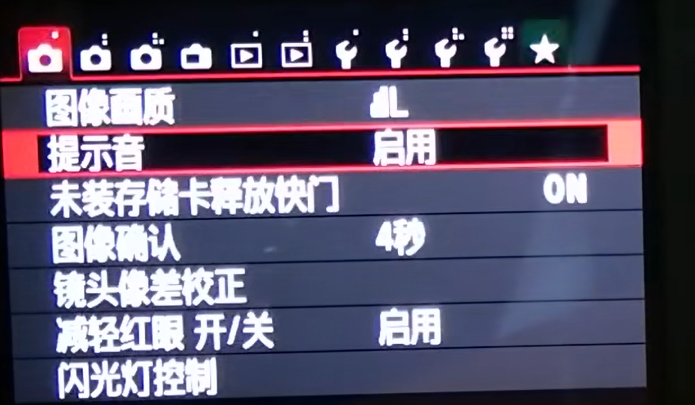 图像画质 L
提示音 启用
未装存储卡释放快门 ON
图像确认 4秒
镜头像差校正
减轻红眼 开/关 启用
闪光灯控制